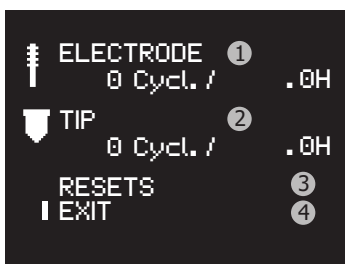 ELECTRODE 1
0 Cycl. / .0H
TIP 2
0 Cycl. / .0H
RESETS 3
EXIT 4